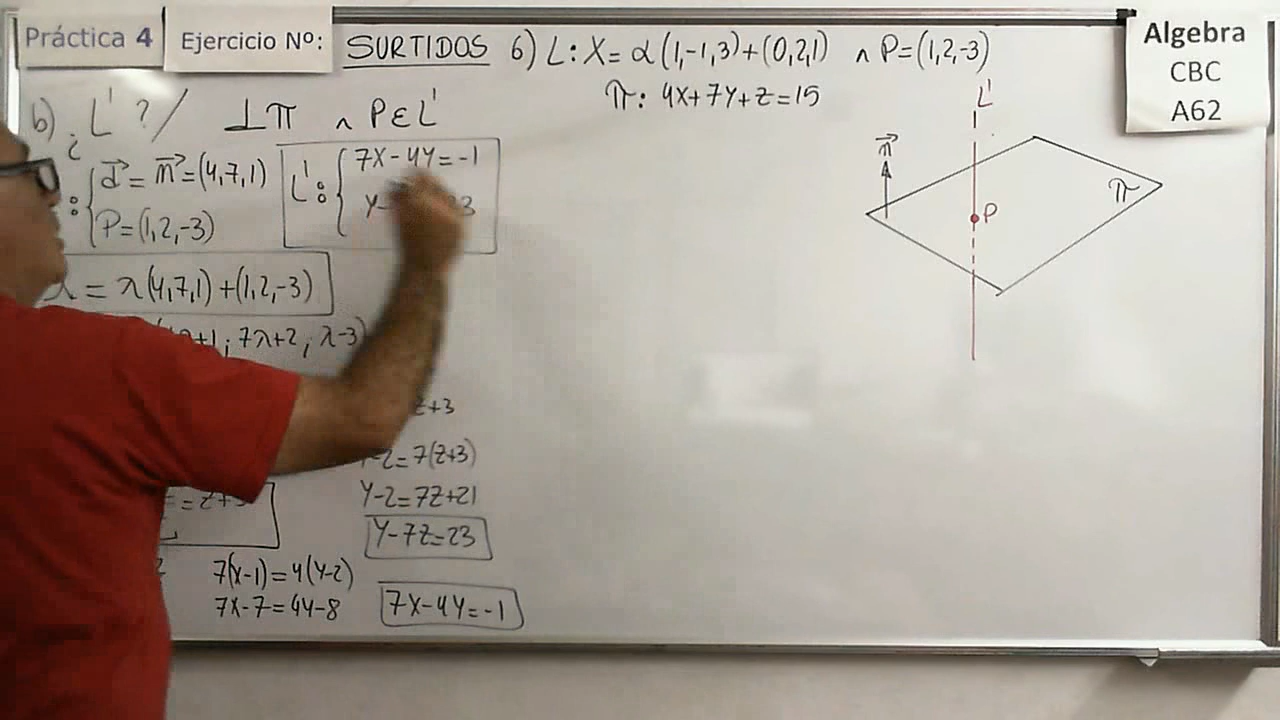 Práctica 4
Ejercicio Nº:
SURTIDOS 6) L: X= α(1,-1,3)+(0,2,1) ∧ P=(1,2,-3)
π: 4X+7Y+Z=15
Algebra
CBC
A62
b) ¿L' ?/ ⊥π ∧ P∈L'
: { d⃗ = n⃗ =(4,7,1)
P=(1,2,-3)
L': { 7X-4Y=-1
Y-
= λ(4,7,1)+(1,2,-3)
+1; 7λ+2; λ-3)
Z+3
-2=7(Z+3)
Y-2=7Z+21
Y-7Z=23
7(X-1)=4(Y-2)
7X-7=4Y-8
7X-4Y=-1
L'
n⃗
P
π